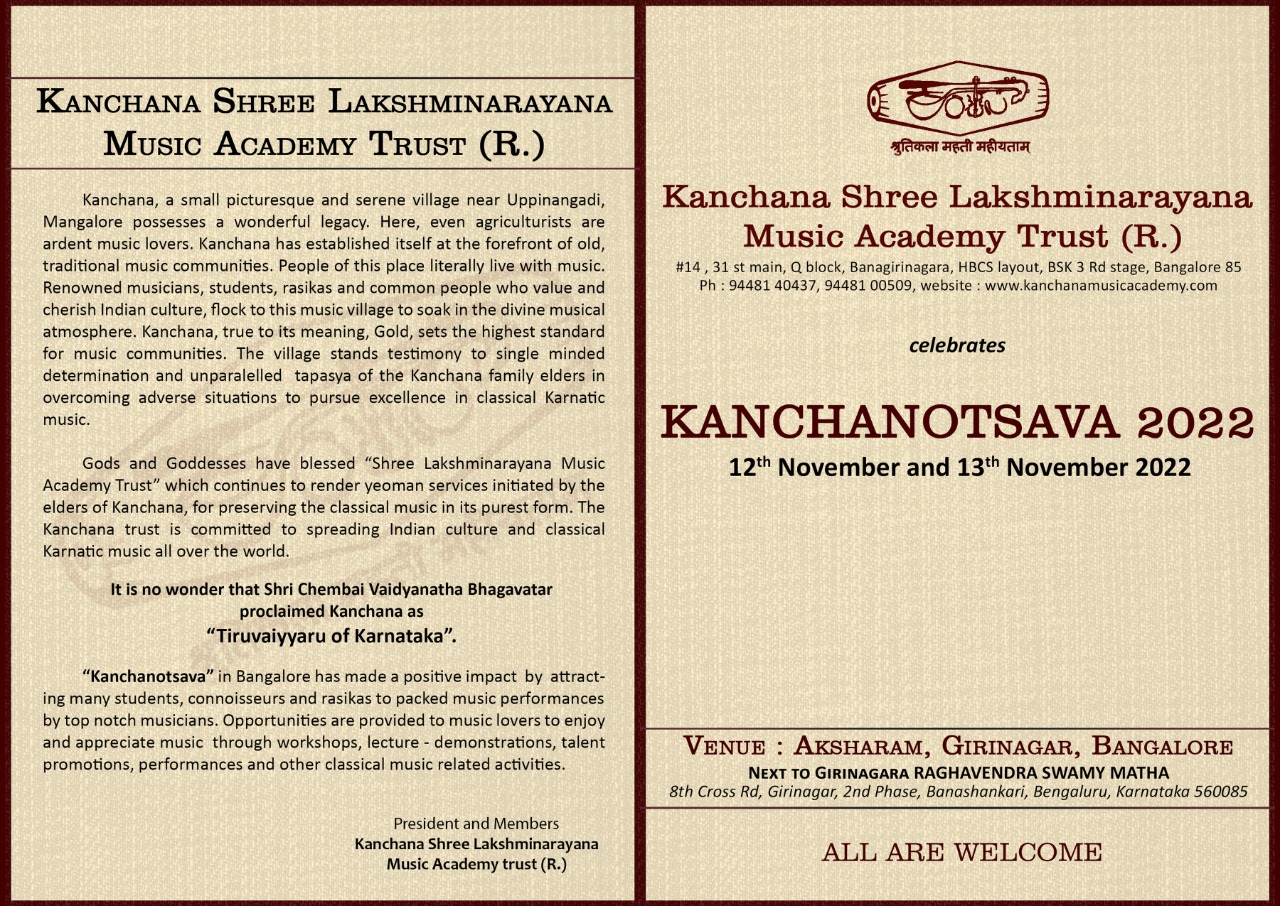 Kanchana Shree Lakshminarayana
Music Academy Trust (R.)
Kanchana, a small picturesque and serene village near Uppinangadi,
Mangalore possesses a wonderful legacy. Here, even agriculturists are
ardent music lovers. Kanchana has established itself at the forefront of old,
traditional music communities. People of this place literally live with music.
Renowned musicians, students, rasikas and common people who value and
cherish Indian culture, flock to this music village to soak in the divine musical
atmosphere. Kanchana, true to its meaning, Gold, sets the highest standard
for music communities. The village stands testimony to single minded
determination and unparalelled tapasya of the Kanchana family elders in
overcoming adverse situations to pursue excellence in classical Karnatic
music.
Gods and Goddesses have blessed “Shree Lakshminarayana Music
Academy Trust” which continues to render yeoman services initiated by the
elders of Kanchana, for preserving the classical music in its purest form. The
Kanchana trust is committed to spreading Indian culture and classical
Karnatic music all over the world.
It is no wonder that Shri Chembai Vaidyanatha Bhagavatar
proclaimed Kanchana as
“Tiruvaiyyaru of Karnataka”.
“Kanchanotsava” in Bangalore has made a positive impact by attract-
ing many students, connoisseurs and rasikas to packed music performances
by top notch musicians. Opportunities are provided to music lovers to enjoy
and appreciate music through workshops, lecture - demonstrations, talent
promotions, performances and other classical music related activities.
President and Members
Kanchana Shree Lakshminarayana
Music Academy trust (R.)
श्रुतिकला महती महीयताम्
Kanchana Shree Lakshminarayana
Music Academy Trust (R.)
#14 , 31 st main, Q block, Banagirinagara, HBCS layout, BSK 3 Rd stage, Bangalore 85
Ph : 94481 40437, 94481 00509, website : www.kanchanamusicacademy.com
celebrates
KANCHANOTSAVA 2022
12th November and 13th November 2022
Venue : Aksharam, Girinagar, Bangalore
Next to Girinagara RAGHAVENDRA SWAMY MATHA
8th Cross Rd, Girinagar, 2nd Phase, Banashankari, Bengaluru, Karnataka 560085
ALL ARE WELCOME